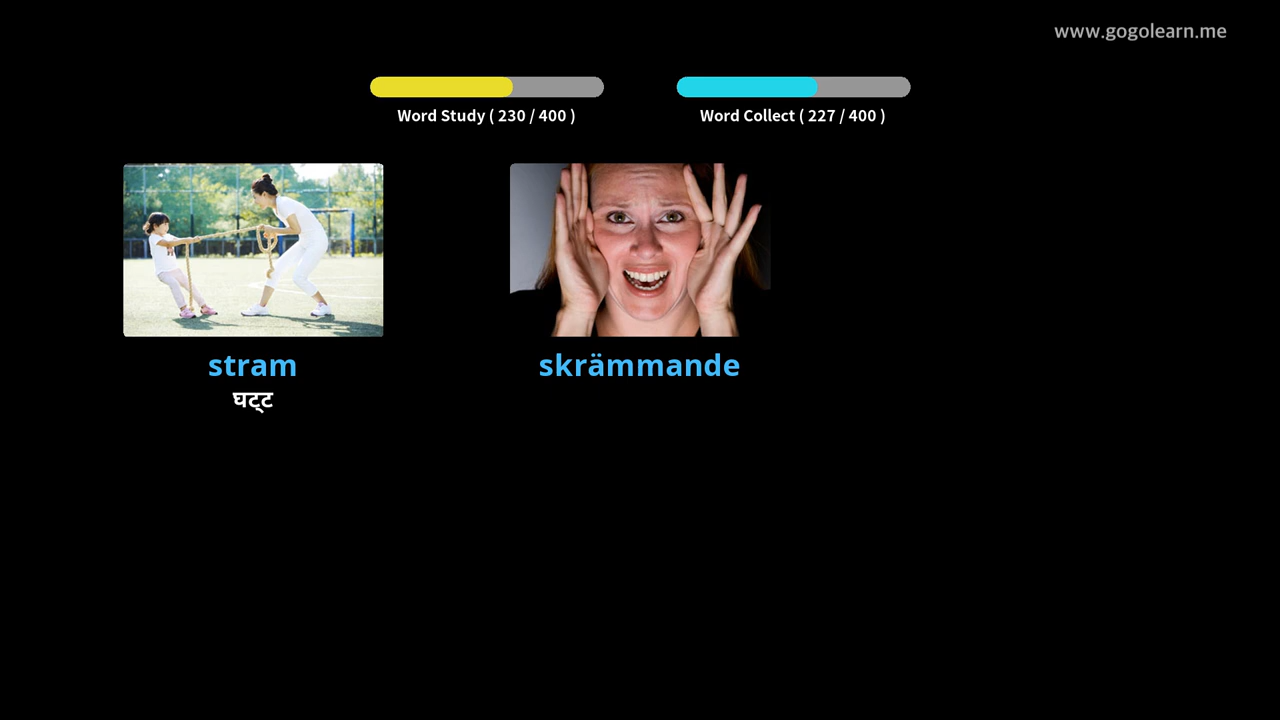 www.gogolearn.me
Word Study ( 230 / 400 )
Word Collect ( 227 / 400 )
stram
skrämmande
घट्ट